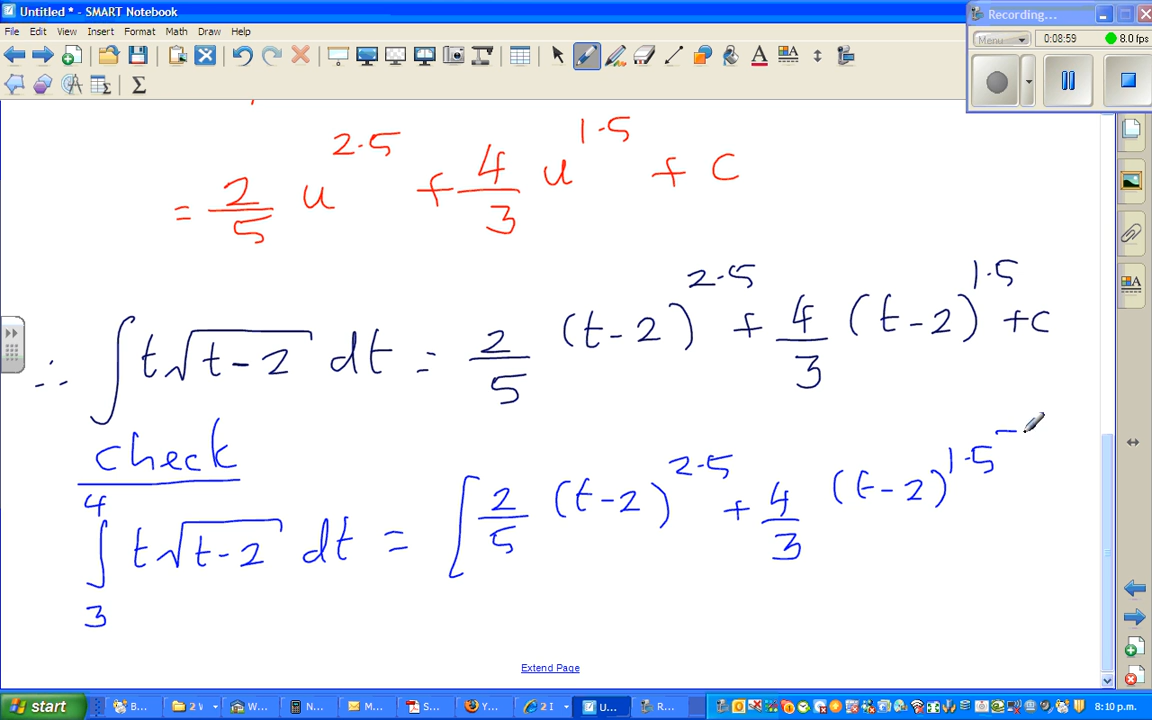 Untitled * - SMART Notebook
File Edit View Insert Format Math Draw Help
Recording...
Menu 0:08:59 8.0 fps
= 2/5 u^2·5 + 4/3 u^1·5 + c
∴ ∫ t√(t-2) dt = 2/5 (t-2)^2·5 + 4/3 (t-2)^1·5 + c
check
∫_3^4 t√(t-2) dt = [2/5 (t-2)^2·5 + 4/3 (t-2)^1·5
Extend Page
start B... 2 W... N... M... S... Y... 2 I U... R... 8:10 p.m.